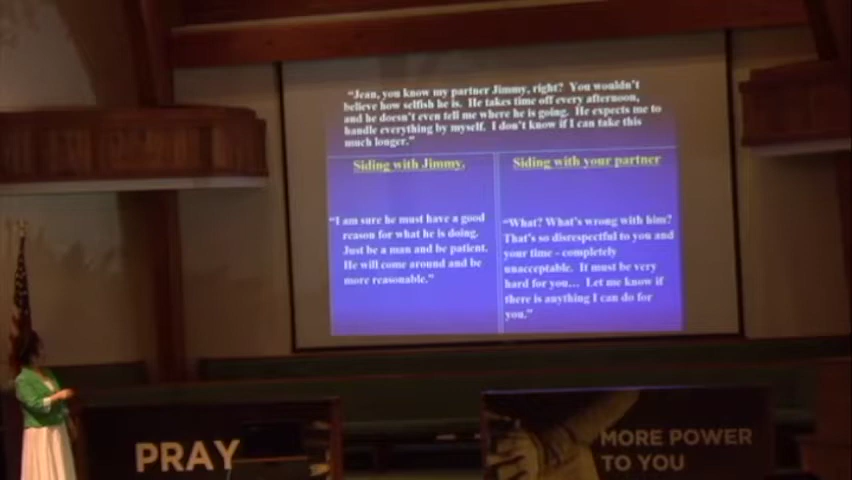 "Jean, you know my partner Jimmy, right? You wouldn't
believe how selfish he is. He takes time off every afternoon,
and he doesn't even tell me where he is going. He expects me to
handle everything by myself. I don't know if I can take this
much longer."
Siding with Jimmy.
"I am sure he must have a good
reason for what he is doing.
Just be a man and be patient.
He will come around and be
more reasonable."
Siding with your partner
"What? What's wrong with him?
That's so disrespectful to you and
your time - completely
unacceptable. It must be very
hard for you... Let me know if
there is anything I can do for
you."
PRAY
MORE POWER
TO YOU